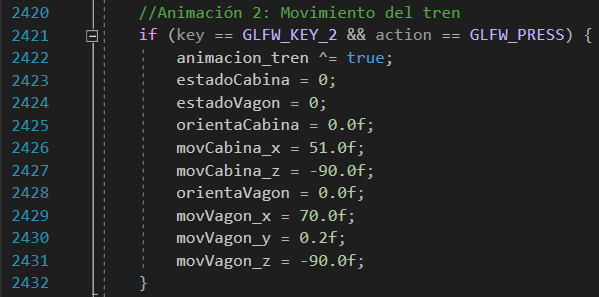 2420 //Animación 2: Movimiento del tren
2421 if (key == GLFW_KEY_2 && action == GLFW_PRESS) {
2422 animacion_tren ^= true;
2423 estadoCabina = 0;
2424 estadoVagon = 0;
2425 orientaCabina = 0.0f;
2426 movCabina_x = 51.0f;
2427 movCabina_z = -90.0f;
2428 orientaVagon = 0.0f;
2429 movVagon_x = 70.0f;
2430 movVagon_y = 0.2f;
2431 movVagon_z = -90.0f;
2432 }